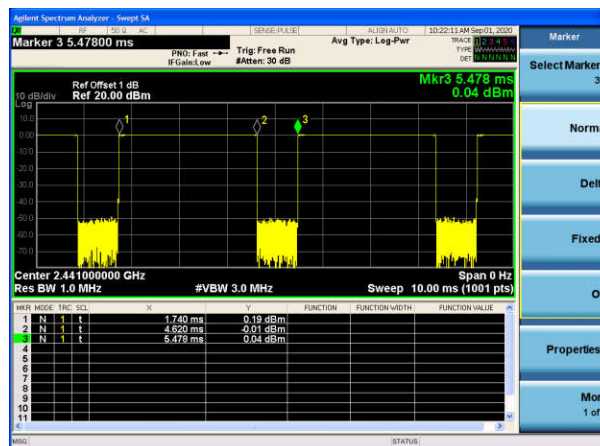 Agilent Spectrum Analyzer - Swept SA
RF 50 Ω AC SENSE:PULSE ALIGN AUTO 10:22:11 AM Sep 01, 2020
Marker 3 5.47800 ms
PNO: Fast
IFGain:Low
Trig: Free Run
#Atten: 30 dB
Avg Type: Log-Pwr
TRACE 1 2 3 4 5 6
TYPE
DET N N N N N N
Ref Offset 1 dB
Ref 20.00 dBm
10 dB/div
Log
Mkr3 5.478 ms
0.04 dBm
10.0
0.00
-10.0
-20.0
-30.0
-40.0
-50.0
-60.0
-70.0
1
2
3
Center 2.441000000 GHz
Span 0 Hz
Res BW 1.0 MHz
#VBW 3.0 MHz
Sweep 10.00 ms (1001 pts)
MKR MODE TRC SCL X Y FUNCTION FUNCTION WIDTH FUNCTION VALUE
1 N 1 t 1.740 ms 0.19 dBm
2 N 1 t 4.620 ms -0.01 dBm
3 N 1 t 5.478 ms 0.04 dBm
4
5
6
7
8
9
10
11
MSG STATUS
Marker
Select Marker
3
Norma
Delt
Fixed
O
Properties
Mor
1 of